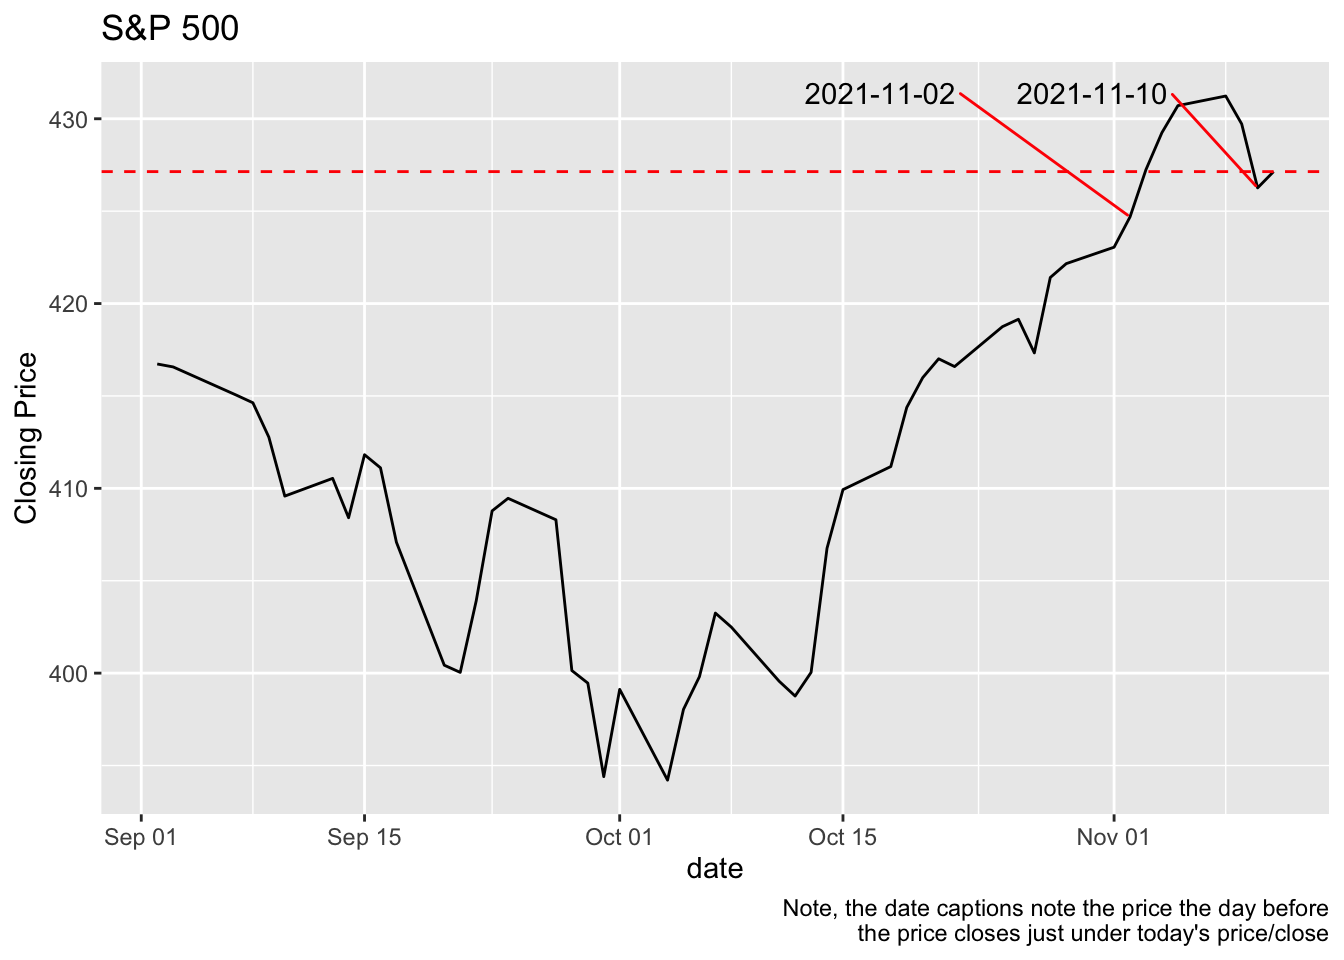 S&P 500
2021-11-02 2021-11-10
430
420
410
400
Closing Price
Sep 01 Sep 15 Oct 01 Oct 15 Nov 01
date
Note, the date captions note the price the day before
the price closes just under today's price/close